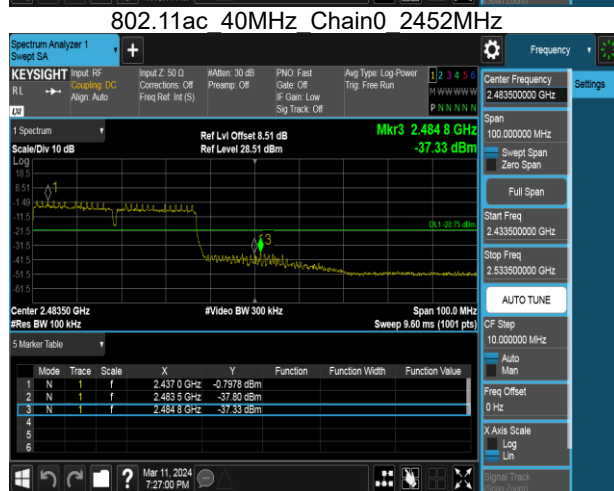 802.11ac_40MHz_Chain0_2452MHz
Spectrum Analyzer 1
Swept SA
Frequency
KEYSIGHT Input: RF Input Z: 50 Ω #Atten: 30 dB PNO: Fast Avg Type: Log-Power 1 2 3 4 5 6
RL Coupling: DC Corrections: Off Preamp: Off Gate: Off Trig: Free Run M W W W W W
Align: Auto Freq Ref: Int (S) IF Gain: Low
Sig Track: Off P N N N N N
LXI
Settings
1 Spectrum
Scale/Div 10 dB
Ref Lvl Offset 8.51 dB
Ref Level 28.51 dBm
Mkr3 2.484 8 GHz
-37.33 dBm
Log
18.5
8.51
-1.49
-11.5
-21.5
-31.5
-41.5
-51.5
-61.5
1
3
DL1 -20.75 dBm
Center 2.48350 GHz #Video BW 300 kHz Span 100.0 MHz
#Res BW 100 kHz Sweep 9.60 ms (1001 pts)
5 Marker Table
Mode Trace Scale X Y Function Function Width Function Value
1 N 1 f 2.437 0 GHz -0.7978 dBm
2 N 1 f 2.483 5 GHz -37.80 dBm
3 N 1 f 2.484 8 GHz -37.33 dBm
4
5
6
Mar 11, 2024
7:27:00 PM
Center Frequency
2.483500000 GHz
Span
100.000000 MHz
Swept Span
Zero Span
Full Span
Start Freq
2.433500000 GHz
Stop Freq
2.533500000 GHz
AUTO TUNE
CF Step
10.000000 MHz
Auto
Man
Freq Offset
0 Hz
X Axis Scale
Log
Lin
Signal Track
(Span Zoom)